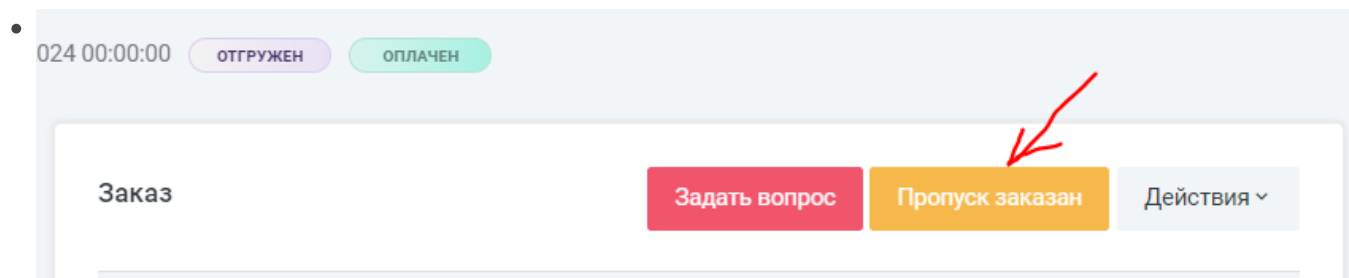 024 00:00:00 ОТГРУЖЕН ОПЛАЧЕН
Заказ Задать вопрос Пропуск заказан Действия